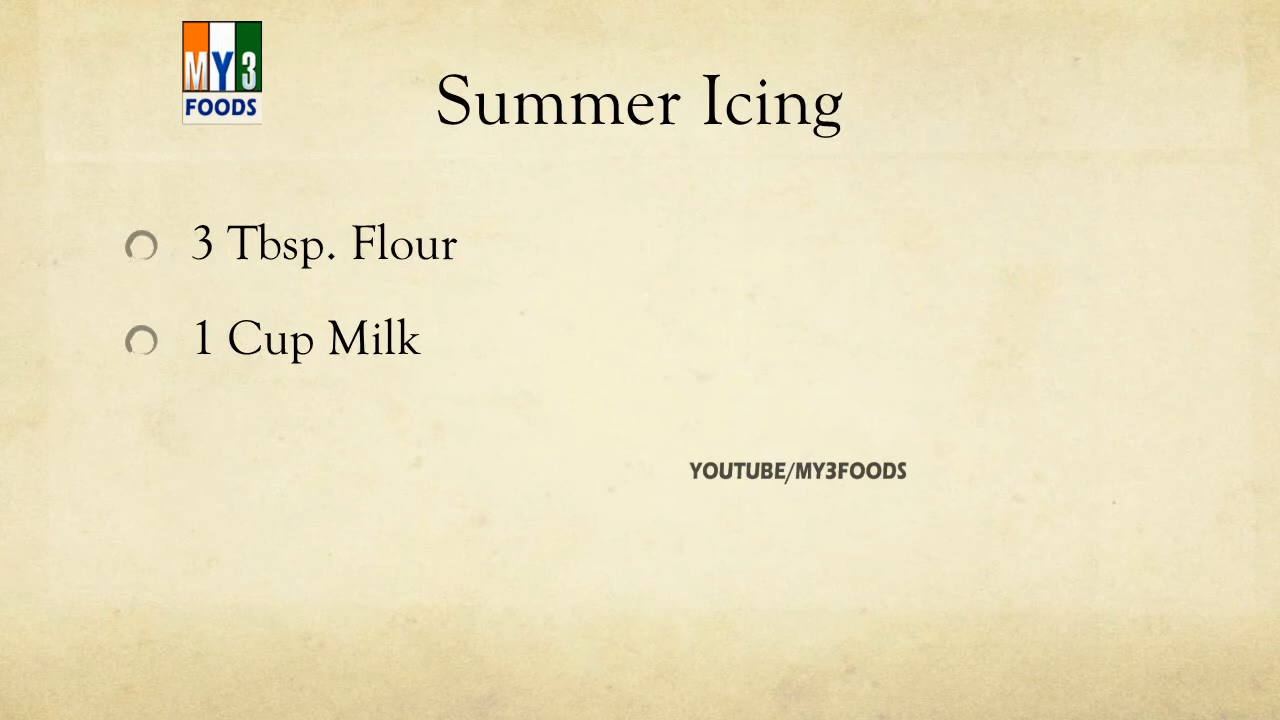 MY3
FOODS
Summer Icing
3 Tbsp. Flour
1 Cup Milk
YOUTUBE/MY3FOODS